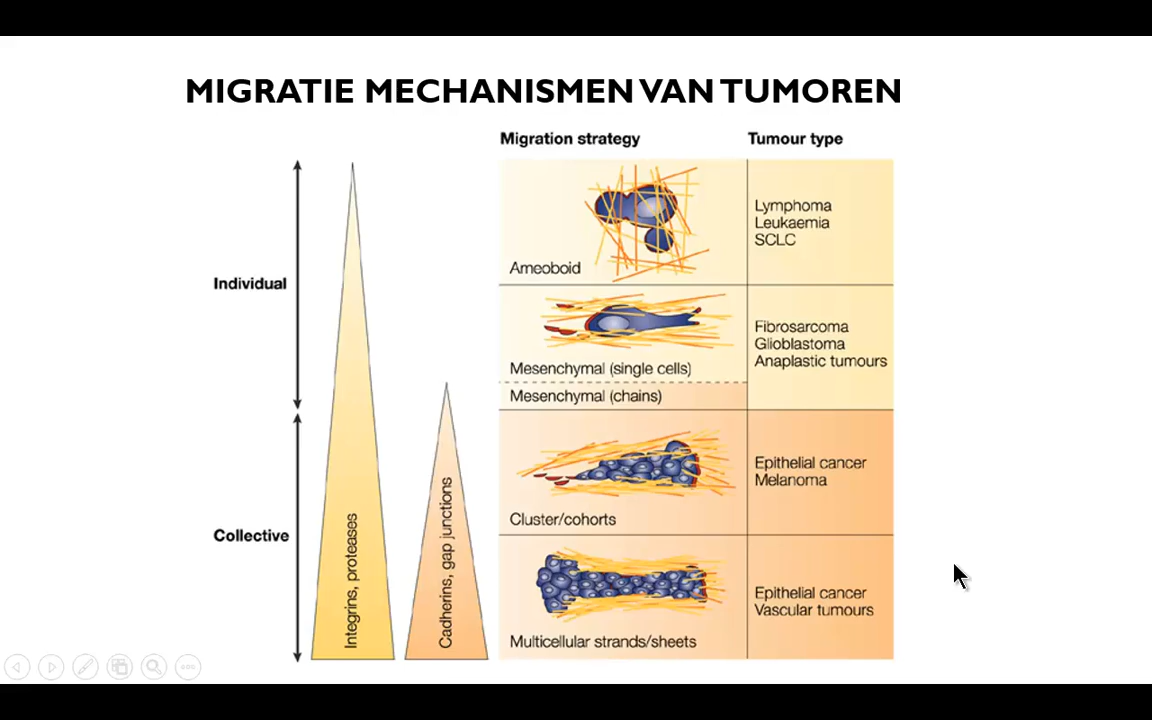 MIGRATIE MECHANISMEN VAN TUMOREN
Migration strategy
Tumour type
Individual
Collective
Integrins, proteases
Cadherins, gap junctions
Ameoboid
Lymphoma
Leukaemia
SCLC
Mesenchymal (single cells)
Mesenchymal (chains)
Fibrosarcoma
Glioblastoma
Anaplastic tumours
Cluster/cohorts
Epithelial cancer
Melanoma
Multicellular strands/sheets
Epithelial cancer
Vascular tumours